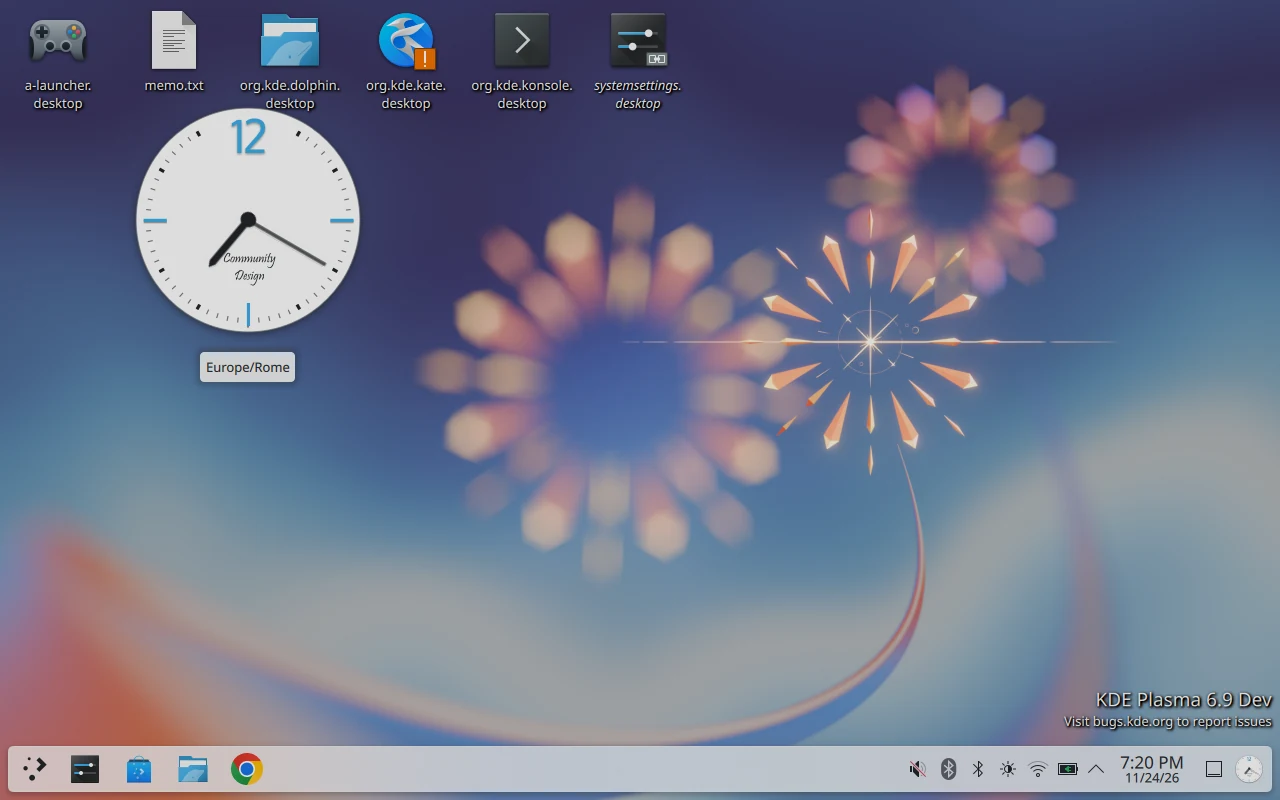 a-launcher.
desktop
memo.txt
org.kde.dolphin.
desktop
org.kde.kate.
desktop
org.kde.konsole.
desktop
systemsettings.
desktop
12
Community
Design
Europe/Rome
KDE Plasma 6.9 Dev
Visit bugs.kde.org to report issues
7:20 PM
11/24/26